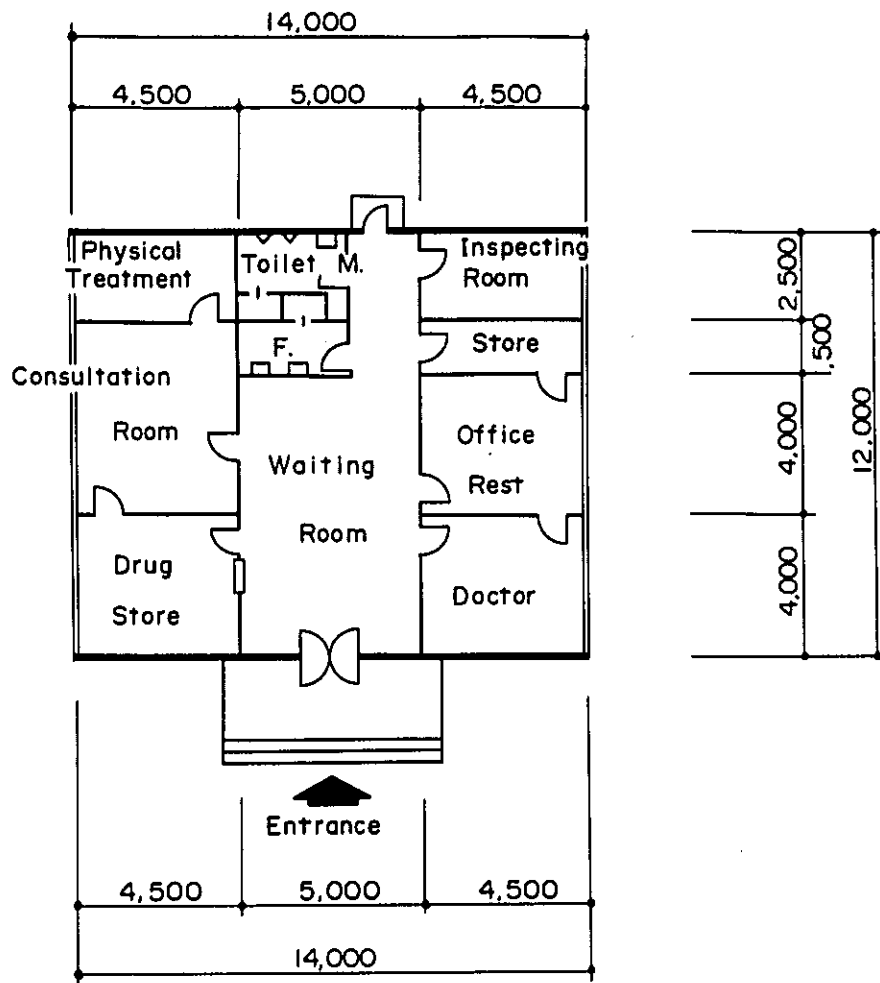 14,000
4,500 5,000 4,500
Physical
Treatment
Toilet M.
Inspecting
Room
2,500
F.
Store
,500
Consultation
Room
Office
Rest
4,000
12,000
Waiting
Room
Drug
Store
Doctor
4,000
Entrance
4,500 5,000 4,500
14,000